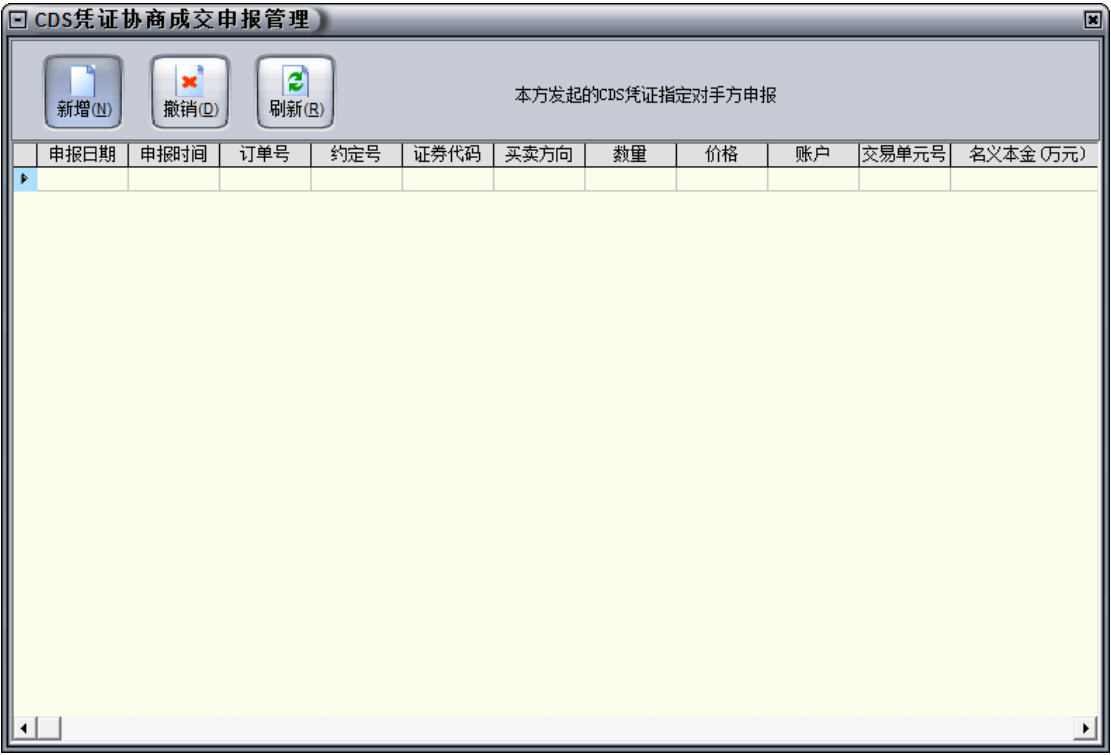 CDS凭证协商成交申报管理
新增(N) 撤销(D) 刷新(R) 本方发起的CDS凭证指定对手方申报
申报日期 申报时间 订单号 约定号 证券代码 买卖方向 数量 价格 账户 交易单元号 名义本金(万元)